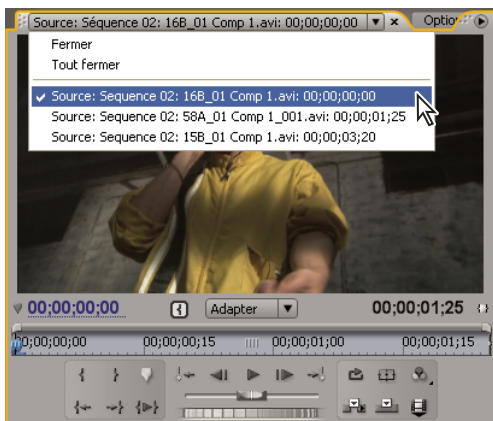 Source: Séquence 02: 16B_01 Comp 1.avi: 00;00;00;00
Option
Fermer
Tout fermer
Source: Sequence 02: 16B_01 Comp 1.avi: 00;00;00;00
Source: Sequence 02: 58A_01 Comp 1_001.avi: 00;00;01;25
Source: Sequence 02: 15B_01 Comp 1.avi: 00;00;03;20
00;00;00;00
Adapter
00;00;01;25
0;00;00;00 00;00;00;15 00;00;01;00 00;00;01;15